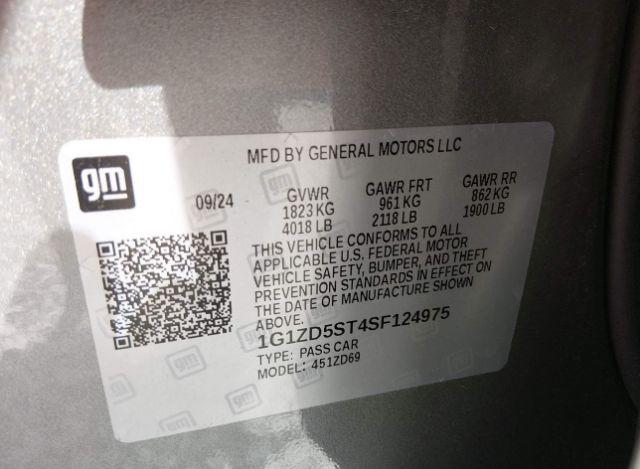 gm
MFD BY GENERAL MOTORS LLC
09/24
GVWR
1823 KG
4018 LB
GAWR FRT
961 KG
2118 LB
GAWR RR
862 KG
1900 LB
THIS VEHICLE CONFORMS TO ALL
APPLICABLE U.S. FEDERAL MOTOR
VEHICLE SAFETY, BUMPER, AND THEFT
PREVENTION STANDARDS IN EFFECT ON
THE DATE OF MANUFACTURE SHOWN
ABOVE.
1G1ZD5ST4SF124975
TYPE: PASS CAR
MODEL: 451ZD69